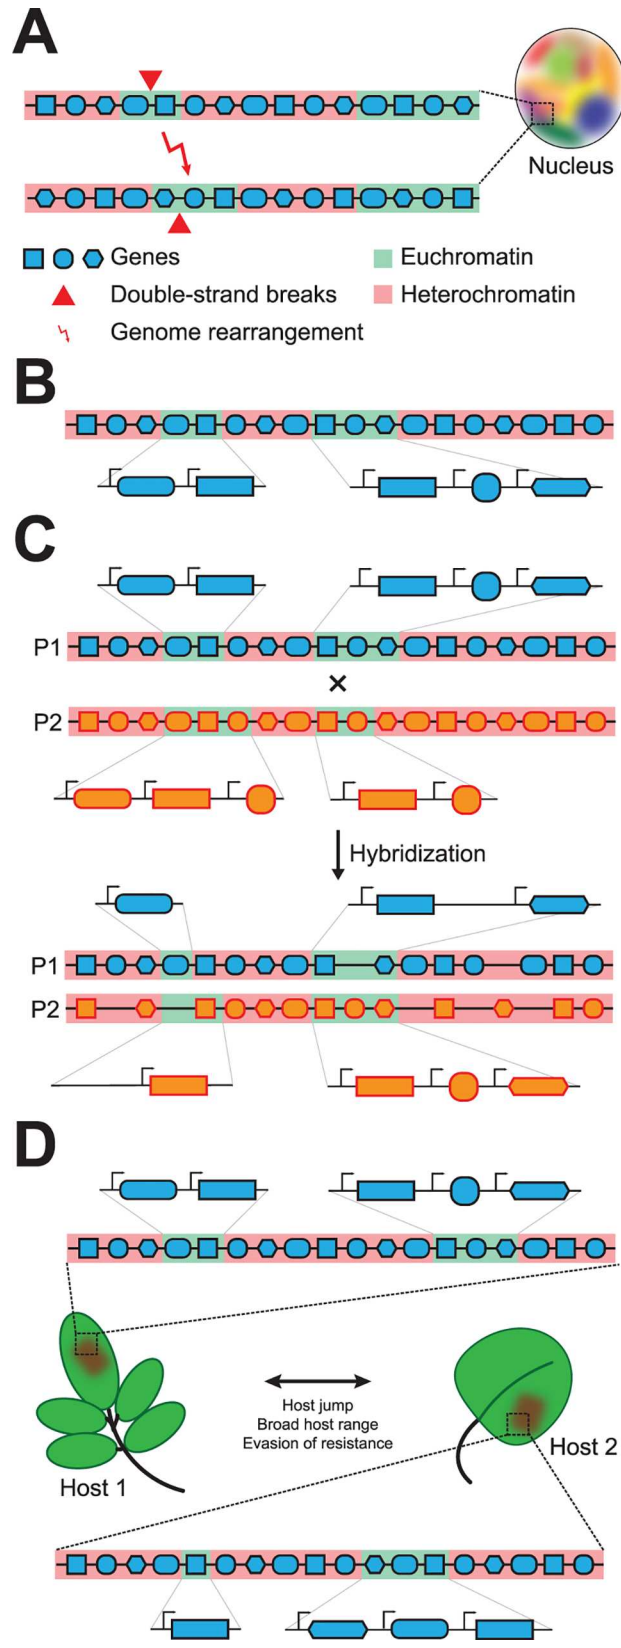 A
Nucleus
Genes
Euchromatin
Double-strand breaks
Heterochromatin
Genome rearrangement
B
C
P1
×
P2
Hybridization
P1
P2
D
Host jump
Broad host range
Evasion of resistance
Host 1
Host 2